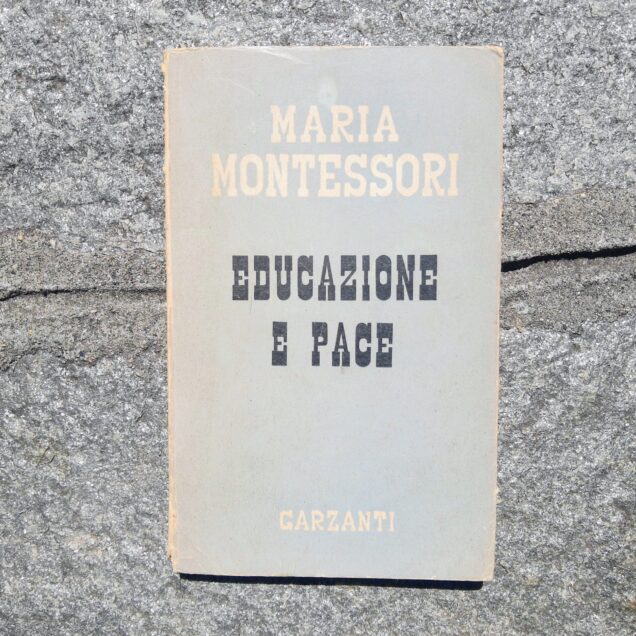 MARIA
MONTESSORI
EDUCAZIONE
E PACE
GARZANTI